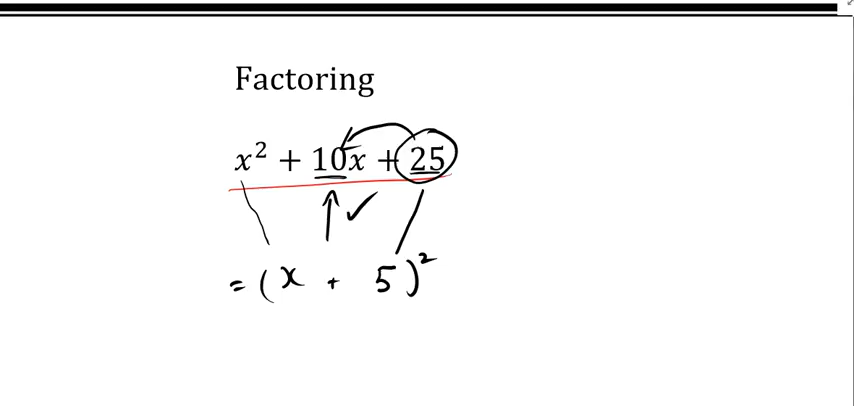 Factoring
x² + 10x + 25
= (x + 5)²